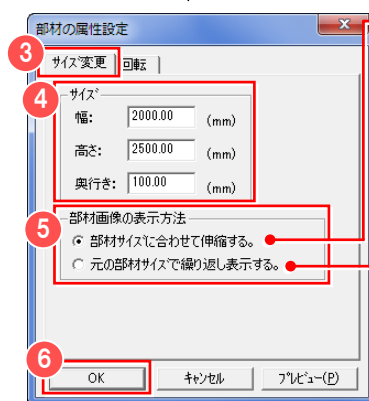 部材の属性設定
3
サイズ変更 回転
4
サイズ
幅: 2000.00 (mm)
高さ: 2500.00 (mm)
奥行き: 100.00 (mm)
5
部材画像の表示方法
部材サイズに合わせて伸縮する。
元の部材サイズで繰り返し表示する。
6
OK キャンセル プレビュー(P)